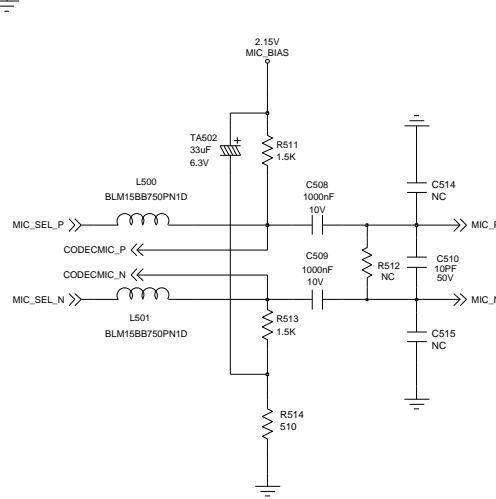 2.15V
MIC_BIAS
TA502
33uF
6.3V
R511
1.5K
L500
BLM15BB750PN1D
C508
1000nF
10V
C514
NC
MIC_SEL_P
MIC_P
CODECMIC_P
C509
1000nF
10V
R512
NC
C510
10PF
50V
CODECMIC_N
MIC_SEL_N
MIC_N
L501
BLM15BB750PN1D
R513
1.5K
C515
NC
R514
510